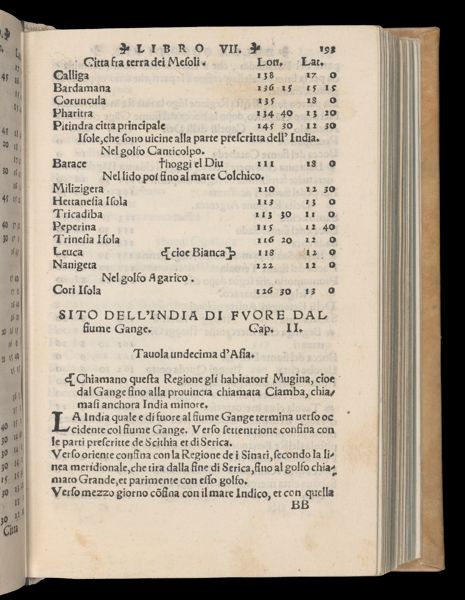 LIBRO VII. 193
Citta fra terra dei Mesoli. Lon. Lat.
Calliga 138 17 0
Bardamana 136 15 15 15
Coruncula 135 18 0
Pharitra 134 40 13 20
Pitindra citta principale 145 30 12 30
Isole, che sono uicine alla parte prescritta dell' India.
Nel golfo Canticolpo.
Barace †hoggi el Diu 111 18 0
Nel lido pos sino al mare Colchico.
Milizigera 110 12 30
Hettanesia Isola 113 13 0
Tricadiba 113 30 11 0
Peperina 115 12 40
Trinesia Isola 116 20 12 0
Leuca {cioe Bianca} 118 12 0
Nanigeta 122 12 0
Nel golfo Agarico.
Cori Isola 126 30 13 0
SITO DELL'INDIA DI FVORE DAL
fiume Gange. Cap. II.
Tauola undecima d'Asia.
{Chiamano questa Regione gli habitatori Mugina, cioe
dal Gange sino alla prouincia chiamata Ciamba, chia/
masi anchora India minore.
LA India quale e di fuore al fiume Gange termina uerso oc
cidente col fiume Gange. Verso settentrione confina con
le parti prescritte de Scithia et di Serica.
Verso oriente confina con la Regione de i Sinari, secondo la li/
nea meridionale, che tira dalla fine di Serica, sino al golfo chia/
mato Grande, et parimente con esso golfo.
Verso mezzo giorno cõfina con il mare Indico, et con quella
BB